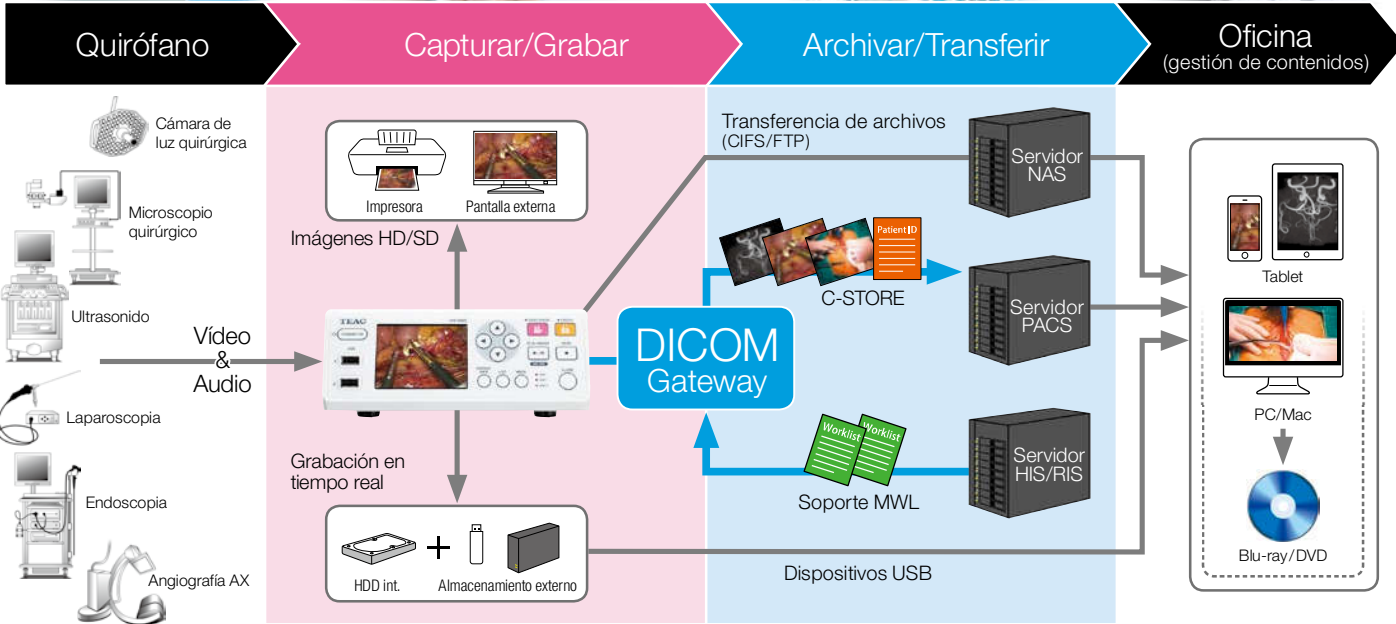 Quirófano
Capturar/Grabar
Archivar/Transferir
Oficina
(gestión de contenidos)
Cámara de
luz quirúrgica
Microscopio
quirúrgico
Ultrasonido
Laparoscopia
Endoscopia
Angiografía AX
Vídeo
&
Audio
Impresora
Pantalla externa
Imágenes HD/SD
TEAC
Grabación en
tiempo real
HDD int.
Almacenamiento externo
Transferencia de archivos
(CIFS/FTP)
Servidor
NAS
Patient ID
C-STORE
Servidor
PACS
DICOM
Gateway
Worklist
Worklist
Soporte MWL
Servidor
HIS/RIS
Dispositivos USB
Tablet
PC/Mac
Blu-ray/DVD